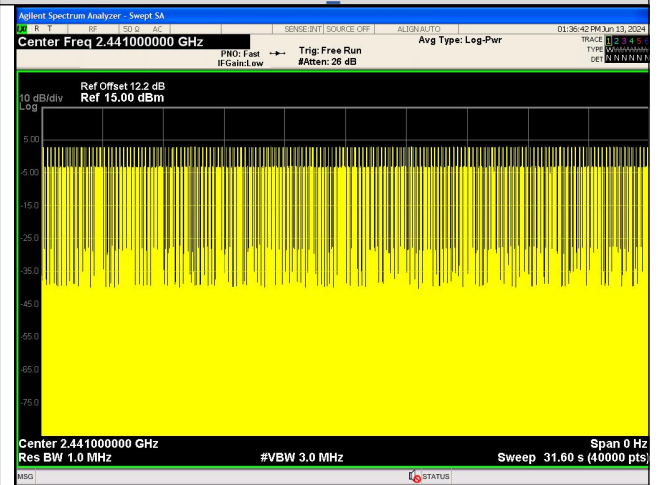 Agilent Spectrum Analyzer - Swept SA
R T RF 50 Ω AC SENSE:INT SOURCE OFF ALIGN AUTO 01:36:42 PM Jun 13, 2024
Center Freq 2.441000000 GHz
Avg Type: Log-Pwr
TRACE 1 2 3 4 5
PNO: Fast Trig: Free Run
TYPE
IFGain:Low #Atten: 26 dB
DET N N N N N
Ref Offset 12.2 dB
10 dB/div Ref 15.00 dBm
Log
5.00
-5.00
-15.0
-25.0
-35.0
-45.0
-55.0
-65.0
-75.0
Center 2.441000000 GHz Span 0 Hz
Res BW 1.0 MHz #VBW 3.0 MHz Sweep 31.60 s (40000 pts)
MSG STATUS